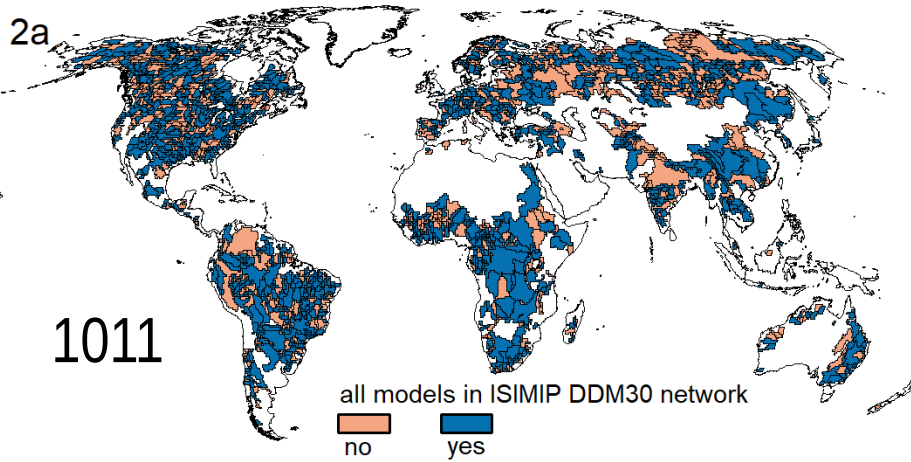 2a
1011
all models in ISIMIP DDM30 network
no
yes